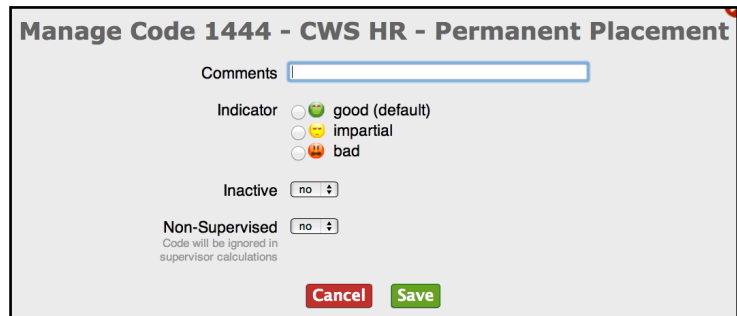 Manage Code 1444 - CWS HR - Permanent Placement
Comments
Indicator
good (default)
impartial
bad
Inactive no
Non-Supervised no
Code will be ignored in
supervisor calculations
Cancel Save